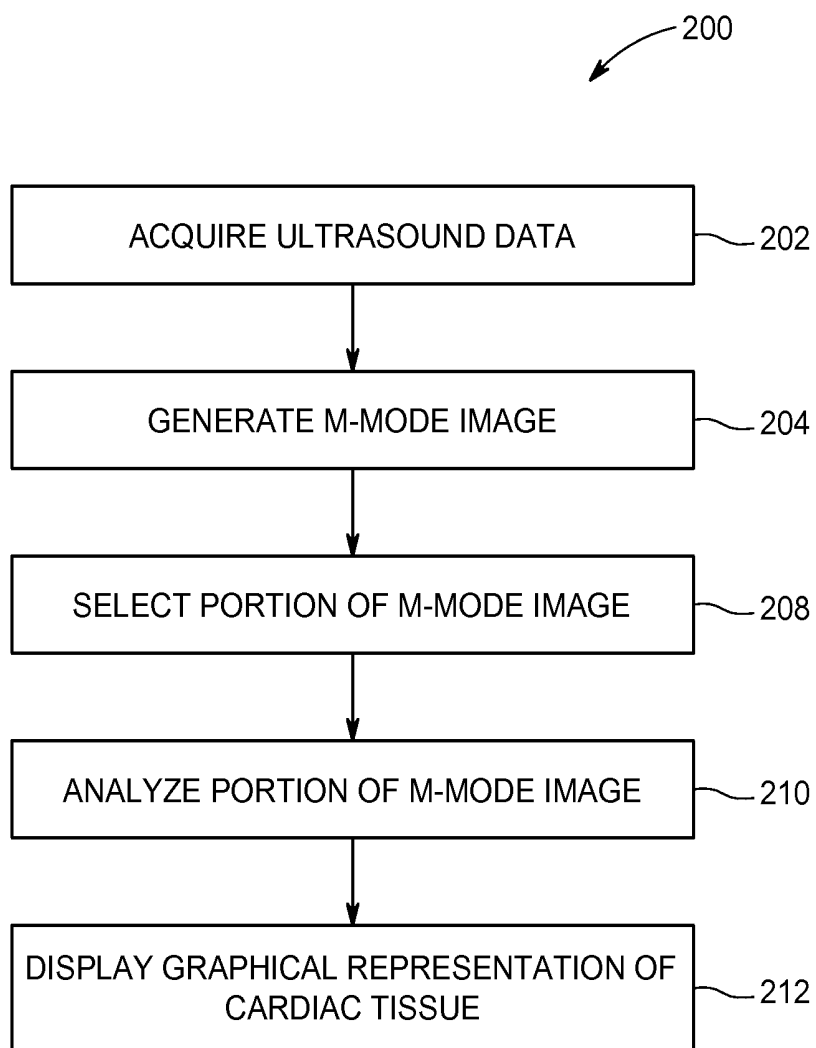 200
ACQUIRE ULTRASOUND DATA
202
GENERATE M-MODE IMAGE
204
SELECT PORTION OF M-MODE IMAGE
208
ANALYZE PORTION OF M-MODE IMAGE
210
DISPLAY GRAPHICAL REPRESENTATION OF
CARDIAC TISSUE
212